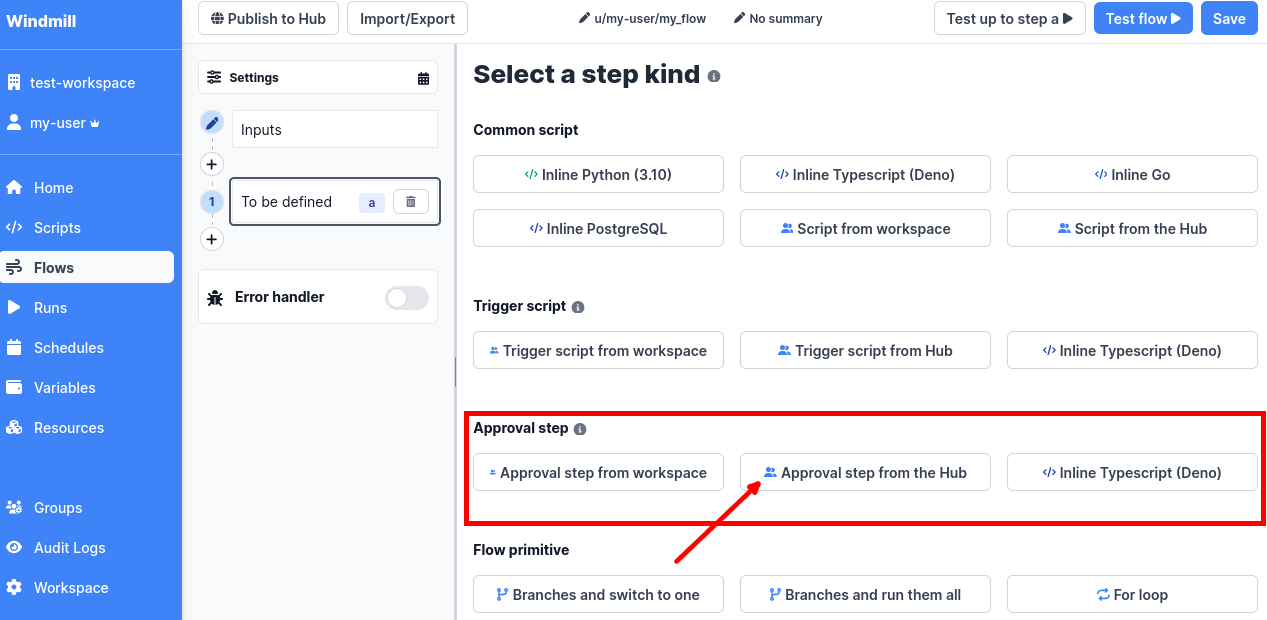 Windmill
test-workspace
my-user
Home
Scripts
Flows
Runs
Schedules
Variables
Resources
Groups
Audit Logs
Workspace
Publish to Hub
Import/Export
u/my-user/my_flow
No summary
Test up to step a
Test flow
Save
Settings
Inputs
1
To be defined
a
Error handler
Select a step kind
Common script
Inline Python (3.10)
Inline Typescript (Deno)
Inline Go
Inline PostgreSQL
Script from workspace
Script from the Hub
Trigger script
Trigger script from workspace
Trigger script from Hub
Inline Typescript (Deno)
Approval step
Approval step from workspace
Approval step from the Hub
Inline Typescript (Deno)
Flow primitive
Branches and switch to one
Branches and run them all
For loop